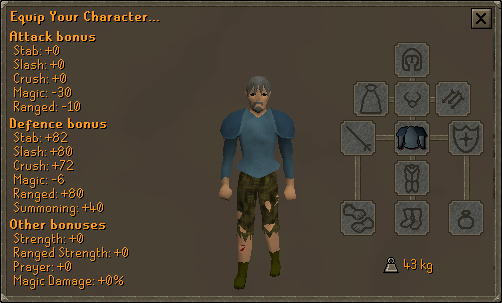 Equip Your Character...
Attack bonus
Stab: +0
Slash: +0
Crush: +0
Magic: -30
Ranged: -10
Defence bonus
Stab: +82
Slash: +80
Crush: +72
Magic: -6
Ranged: +80
Summoning: +40
Other bonuses
Strength: +0
Ranged Strength: +0
Prayer: +0
Magic Damage: +0%
43 kg